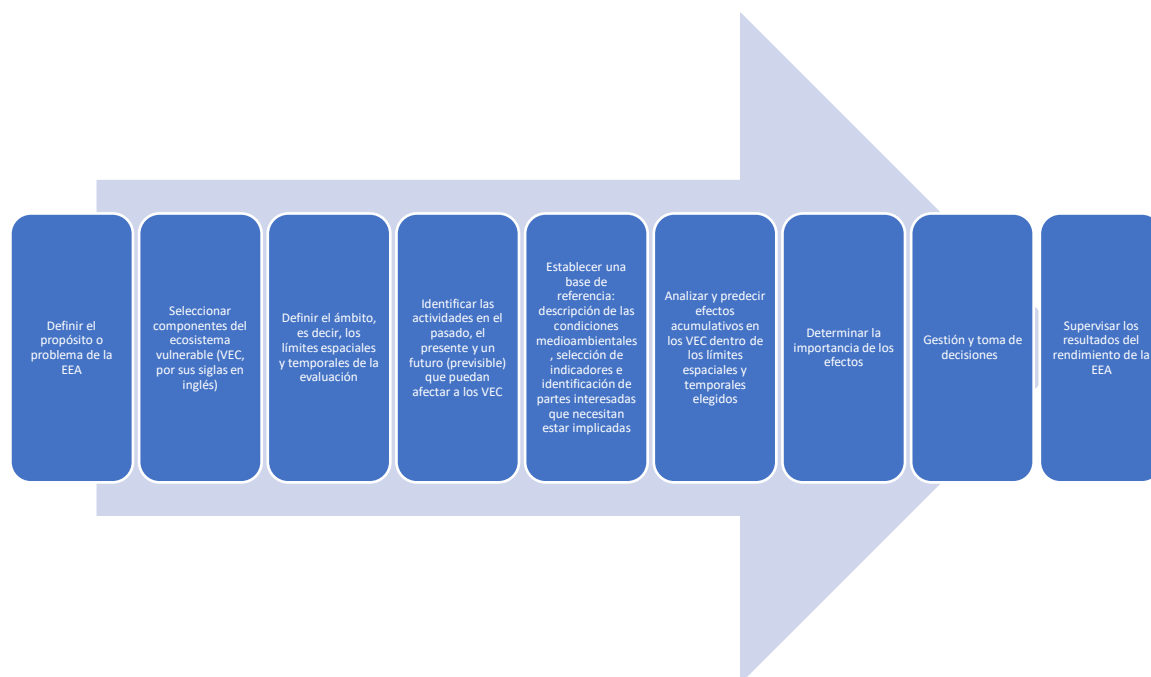 Definir el
propósito o
problema de la
EEA
Seleccionar
componentes del
ecosistema
vulnerable (VEC,
por sus siglas en
inglés)
Definir el ámbito,
es decir, los
límites espaciales
y temporales de la
evaluación
Identificar las
actividades en el
pasado, el
presente y un
futuro (previsible)
que puedan
afectar a los VEC
Establecer una
base de
referencia:
descripción de las
condiciones
medioambientales
, selección de
indicadores e
identificación de
partes interesadas
que necesitan
estar implicadas
Analizar y predecir
efectos
acumulativos en
los VEC dentro de
los límites
espaciales y
temporales
elegidos
Determinar la
importancia de los
efectos
Gestión y toma de
decisiones
Supervisar los
resultados del
rendimiento de la
EEA